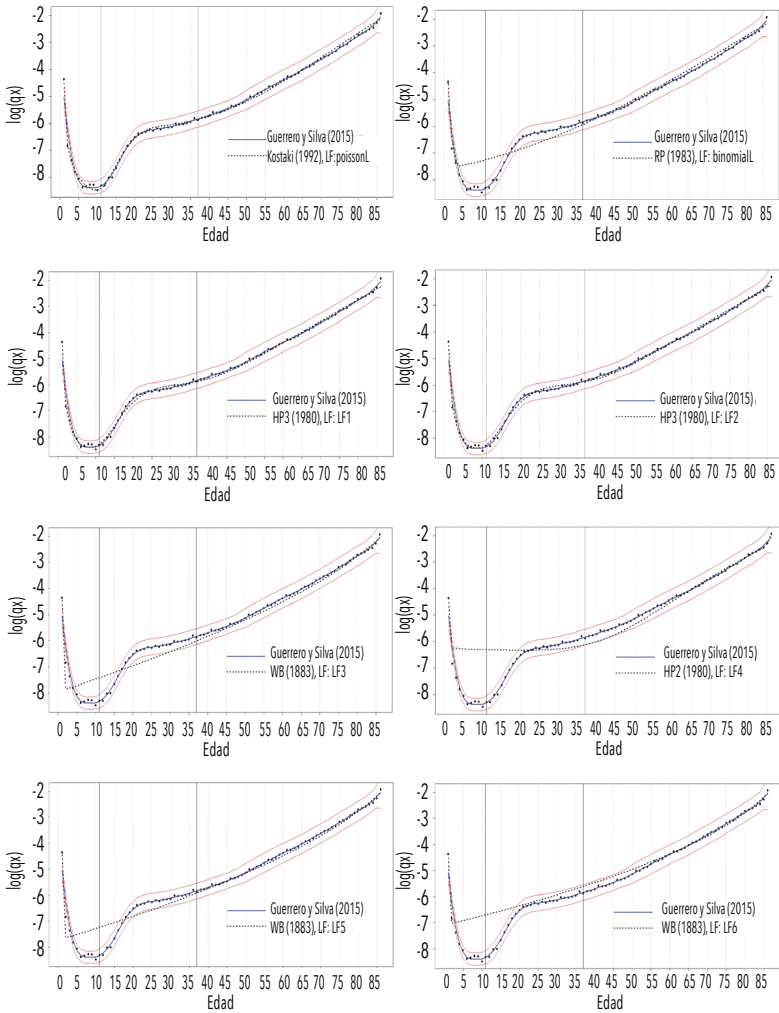 -2
-3
-4
-5
-6
-7
-8
log(qx)
Guerrero y Silva (2015)
Kostaki (1992), LF:poissonL
0 5 10 15 20 25 30 35 40 45 50 55 60 65 70 75 80 85
Edad
-2
-3
-4
-5
-6
-7
-8
log(qx)
Guerrero y Silva (2015)
RP (1983), LF: binomialL
0 5 10 15 20 25 30 35 40 45 50 55 60 65 70 75 80 85
Edad
-2
-3
-4
-5
-6
-7
-8
log(qx)
Guerrero y Silva (2015)
HP3 (1980), LF: LF1
0 5 10 15 20 25 30 35 40 45 50 55 60 65 70 75 80 85
Edad
-2
-3
-4
-5
-6
-7
-8
log(qx)
Guerrero y Silva (2015)
HP3 (1980), LF: LF2
0 5 10 15 20 25 30 35 40 45 50 55 60 65 70 75 80 85
Edad
-2
-3
-4
-5
-6
-7
-8
log(qx)
Guerrero y Silva (2015)
WB (1883), LF: LF3
0 5 10 15 20 25 30 35 40 45 50 55 60 65 70 75 80 85
Edad
-2
-3
-4
-5
-6
-7
-8
log(qx)
Guerrero y Silva (2015)
HP2 (1980), LF: LF4
0 5 10 15 20 25 30 35 40 45 50 55 60 65 70 75 80 85
Edad
-2
-3
-4
-5
-6
-7
-8
log(qx)
Guerrero y Silva (2015)
WB (1883), LF: LF5
0 5 10 15 20 25 30 35 40 45 50 55 60 65 70 75 80 85
Edad
-2
-3
-4
-5
-6
-7
-8
log(qx)
Guerrero y Silva (2015)
WB (1883), LF: LF6
0 5 10 15 20 25 30 35 40 45 50 55 60 65 70 75 80 85
Edad